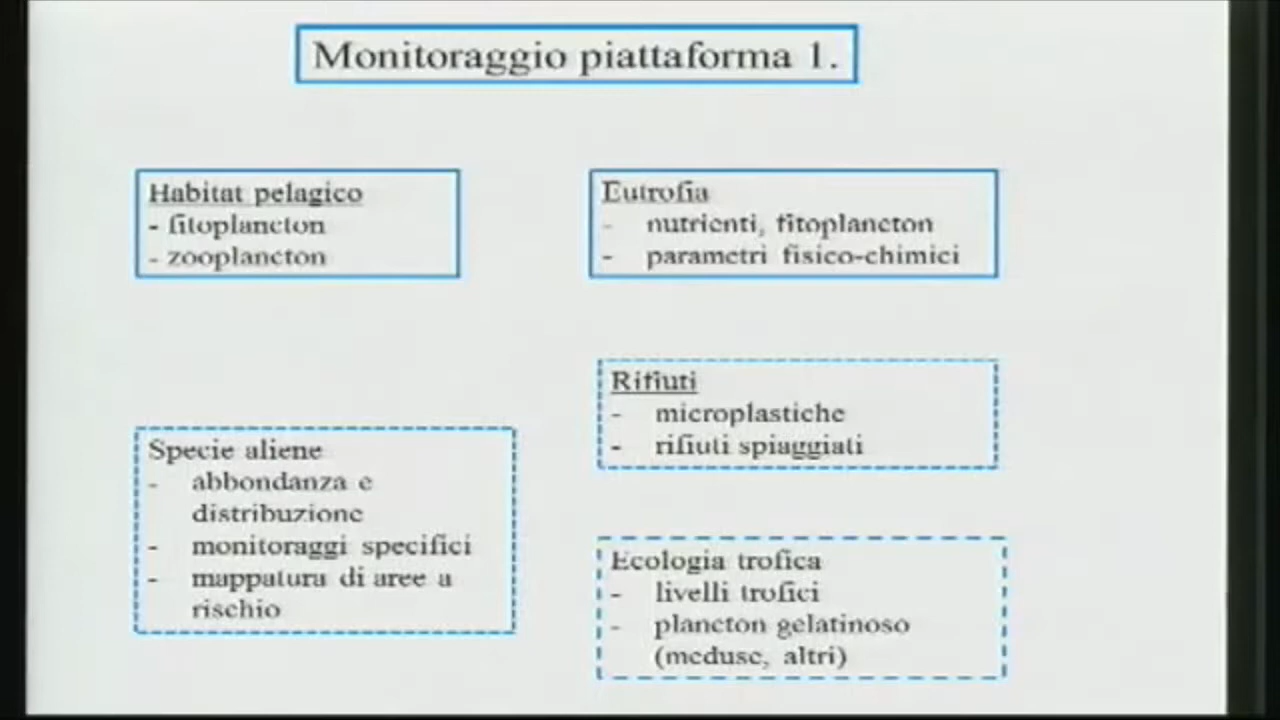 Monitoraggio piattaforma 1.
Habitat pelagico
- fitoplancton
- zooplancton
Eutrofia
- nutrienti, fitoplancton
- parametri fisico-chimici
Rifiuti
- microplastiche
- rifiuti spiaggiati
Specie aliene
- abbondanza e
distribuzione
- monitoraggi specifici
- mappatura di aree a
rischio
Ecologia trofica
- livelli trofici
- plancton gelatinoso
(meduse, altri)